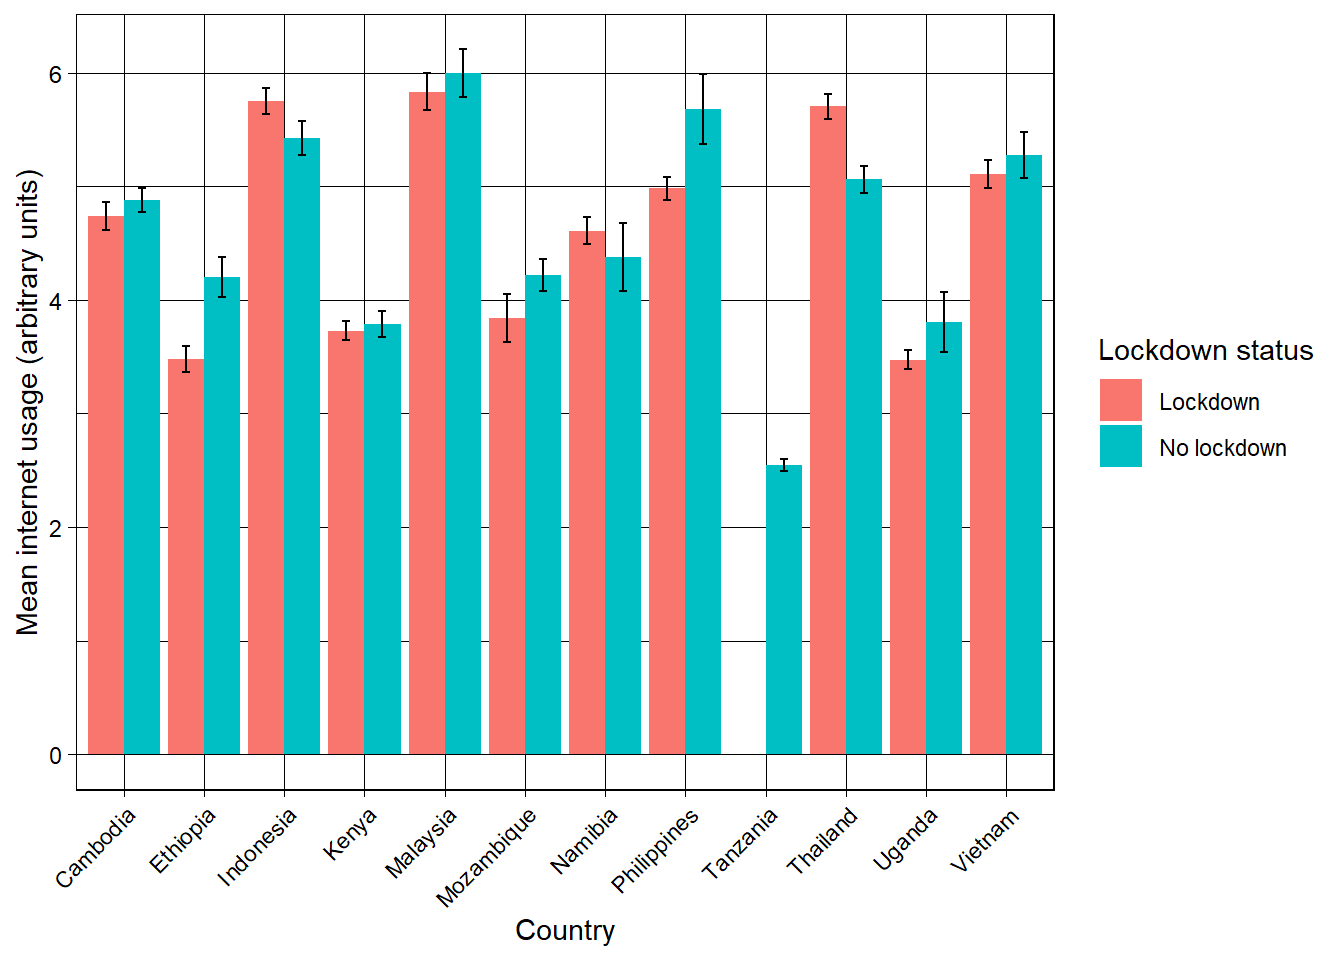 6
4
2
0
Mean internet usage (arbitrary units)
Cambodia
Ethiopia
Indonesia
Kenya
Malaysia
Mozambique
Namibia
Philippines
Tanzania
Thailand
Uganda
Vietnam
Country
Lockdown status
Lockdown
No lockdown